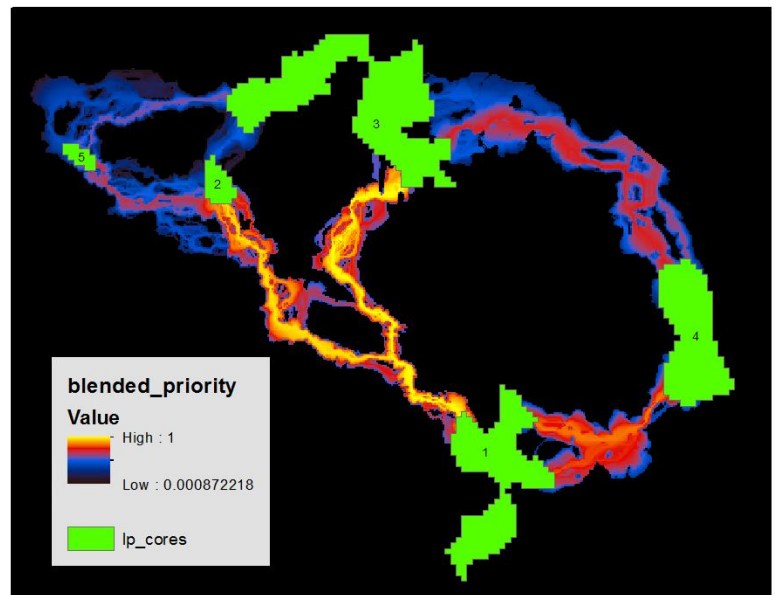 3
5
2
4
1
blended_priority
Value
High : 1
Low : 0.000872218
lp_cores